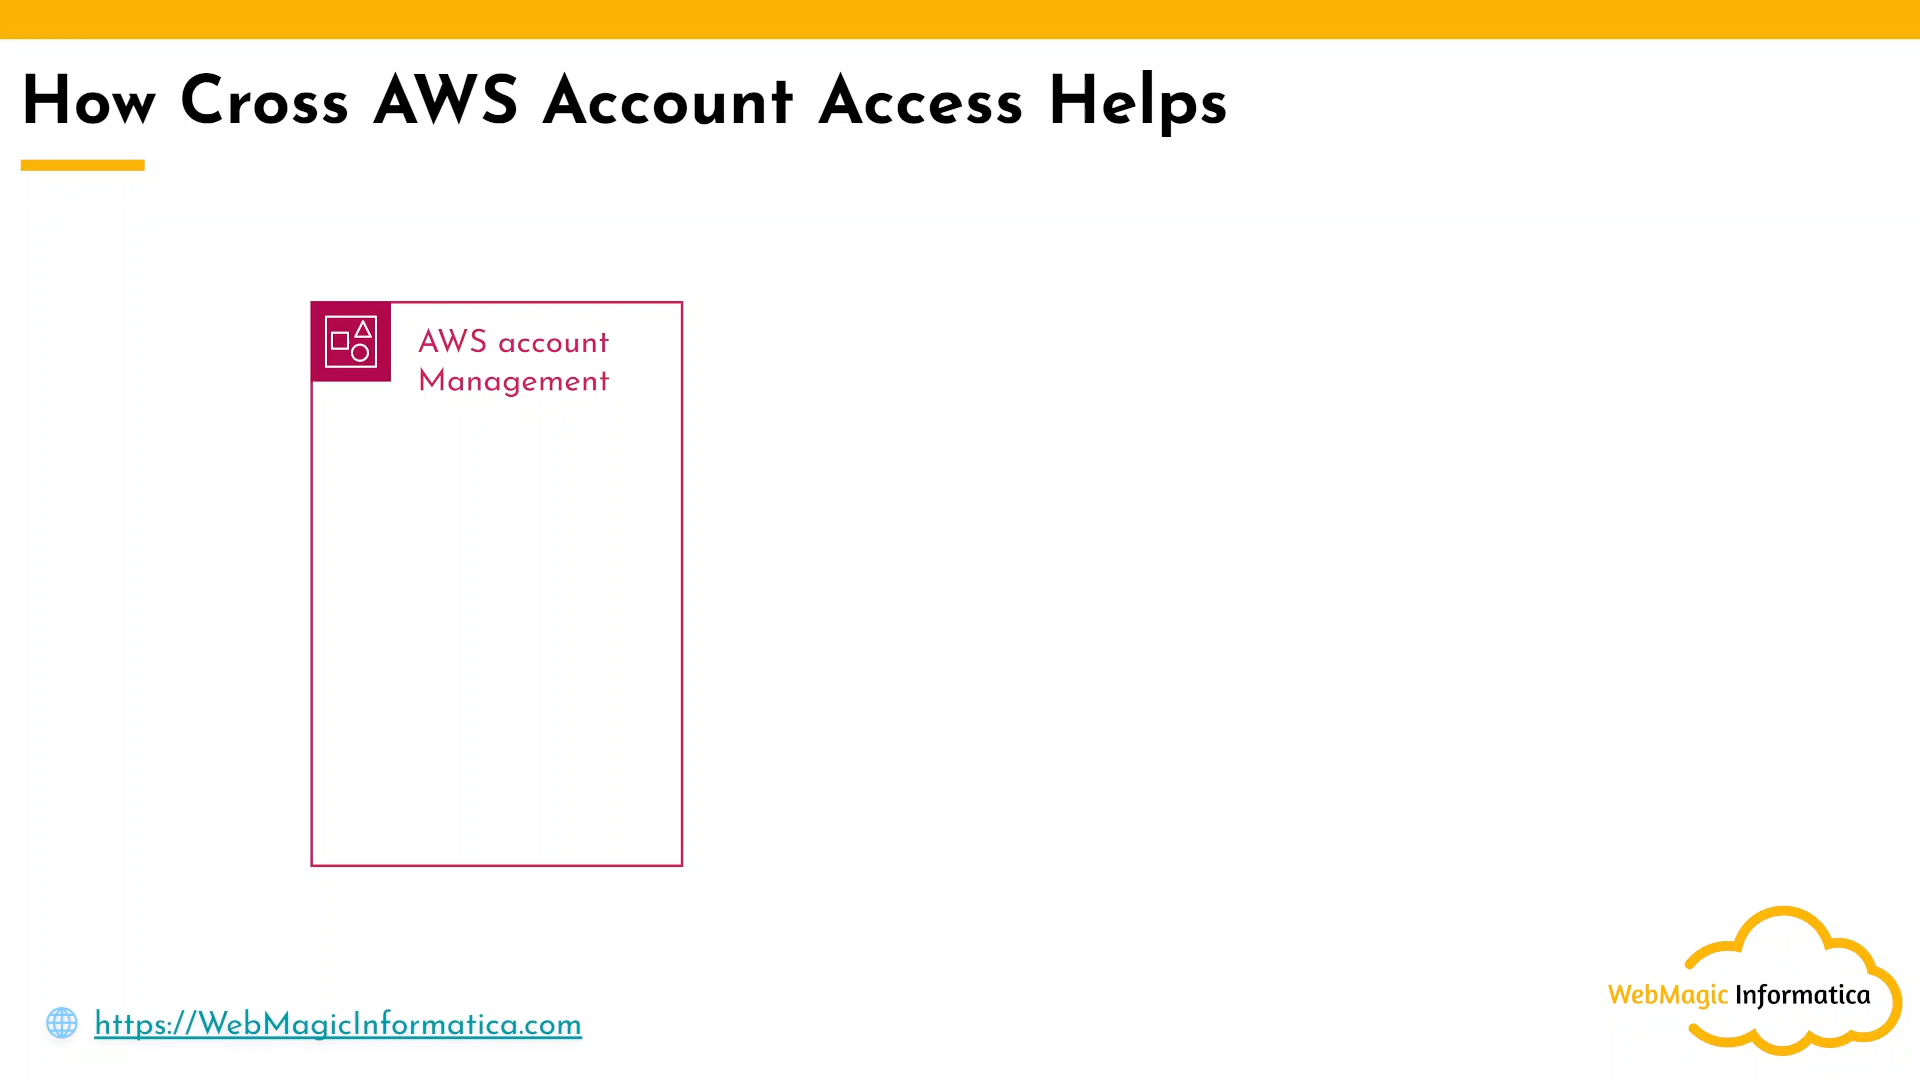 How Cross AWS Account Access Helps
AWS account
Management
https://WebMagicInformatica.com
WebMagic Informatica